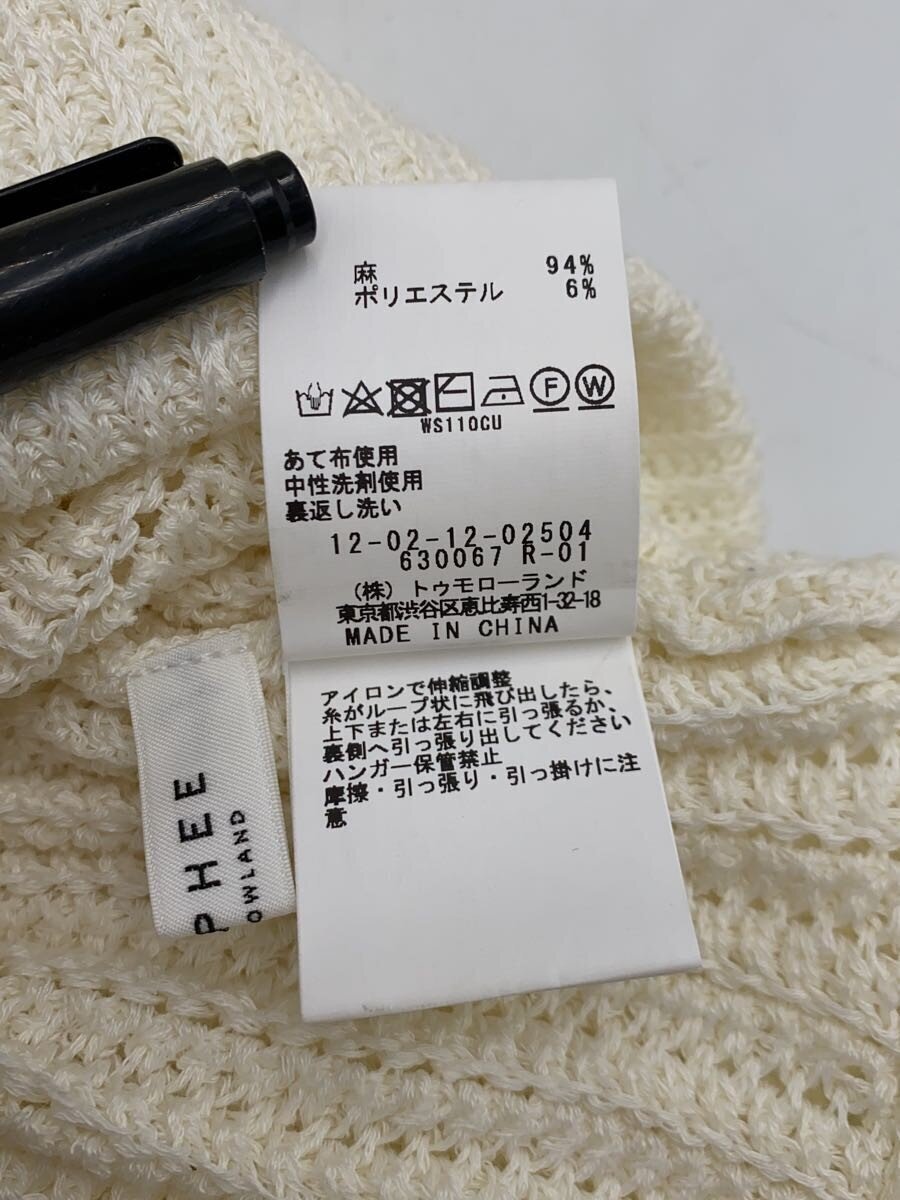 麻 94%
ポリエステル 6%
F W
WS110CU
あて布使用
中性洗剤使用
裏返し洗い
12-02-12-02504
630067 R-01
(株) トゥモローランド
東京都渋谷区恵比寿西1-32-18
MADE IN CHINA
アイロンで伸縮調整
糸がループ状に飛び出したら、
上下または左右に引っ張るか、
裏側へ引っ張り出してください
ハンガー保管禁止
摩擦・引っ張り・引っ掛けに注
意
PHEE
OWLAND